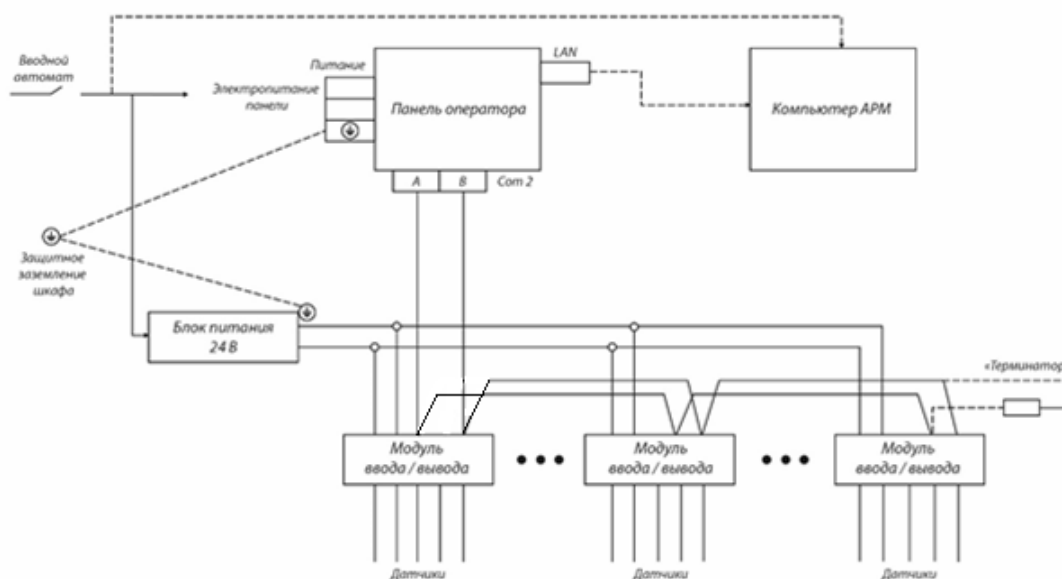 Вводной
автомат
Питание
Электропитание
панели
Панель оператора
LAN
Компьютер АРМ
A
B
Com 2
Защитное
заземление
шкафа
Блок питания
24 В
«Терминатор
Модуль
ввода / вывода
Модуль
ввода / вывода
Модуль
ввода / вывода
Датчики
Датчики
Датчики